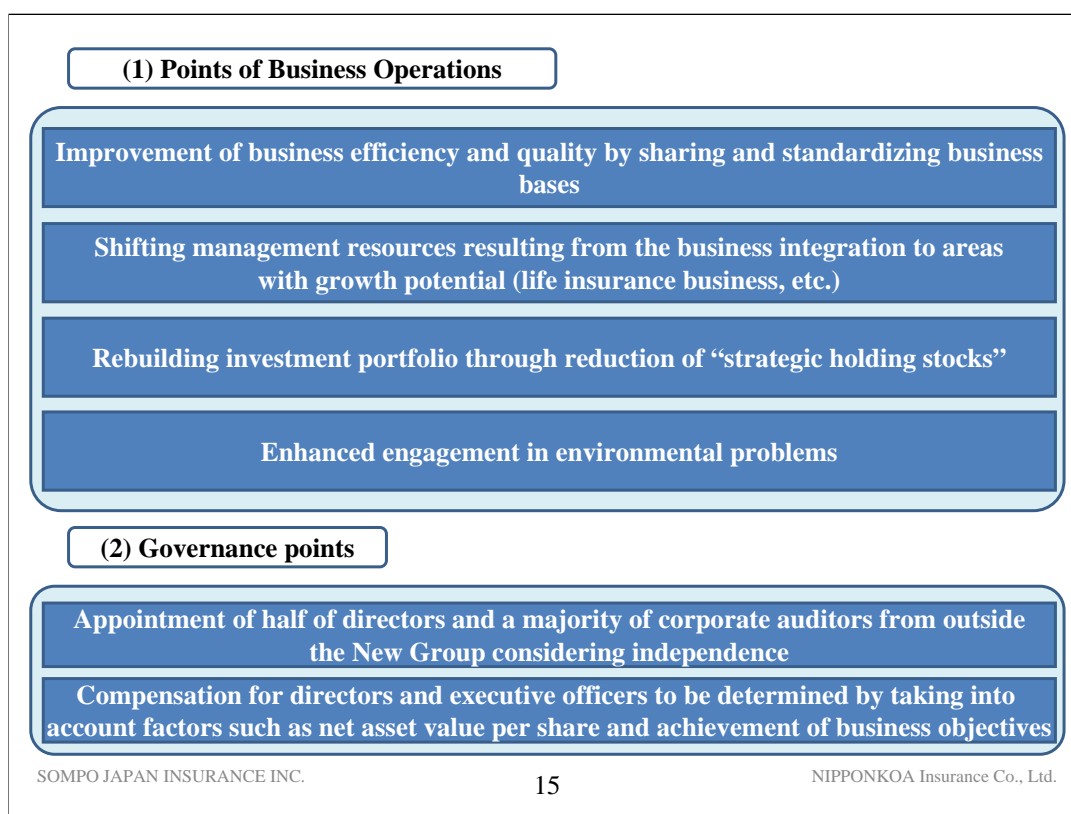 (1) Points of Business Operations
Improvement of business efficiency and quality by sharing and standardizing business
bases
Shifting management resources resulting from the business integration to areas
with growth potential (life insurance business, etc.)
Rebuilding investment portfolio through reduction of “strategic holding stocks”
Enhanced engagement in environmental problems
(2) Governance points
Appointment of half of directors and a majority of corporate auditors from outside
the New Group considering independence
Compensation for directors and executive officers to be determined by taking into
account factors such as net asset value per share and achievement of business objectives
SOMPO JAPAN INSURANCE INC.
15
NIPPONKOA Insurance Co., Ltd.